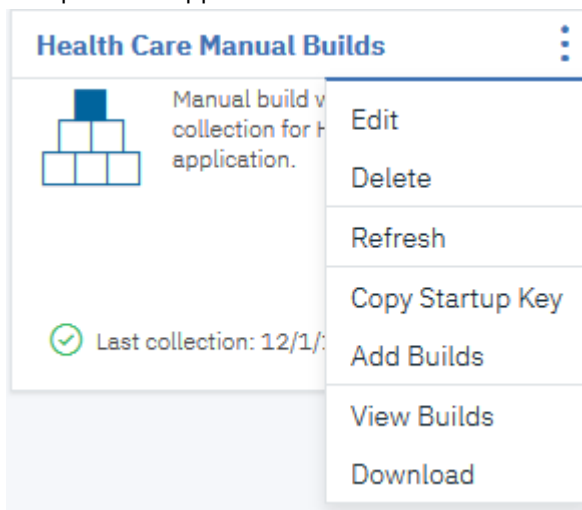 Health Care Manual Builds
Manual build
collection for
application.
Last collection: 12/1/
Edit
Delete
Refresh
Copy Startup Key
Add Builds
View Builds
Download